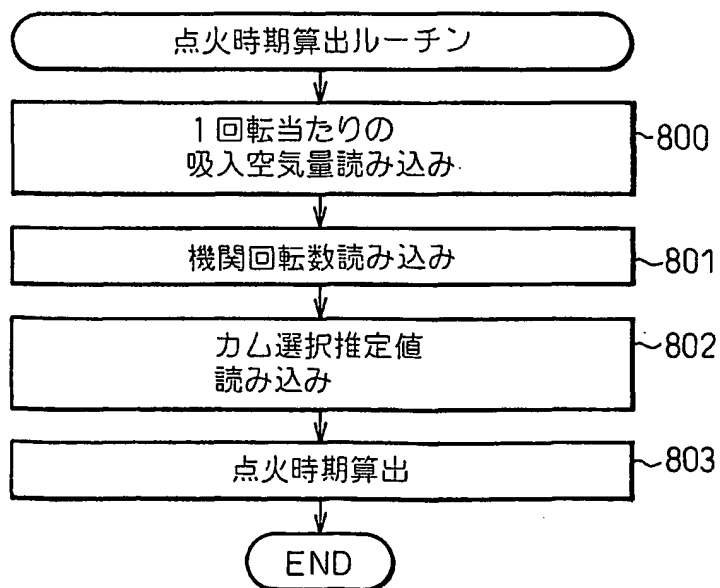 点火時期算出ルーチン
1回転当たりの
吸入空気量読み込み
800
機関回転数読み込み
801
カム選択推定値
読み込み
802
点火時期算出
803
END